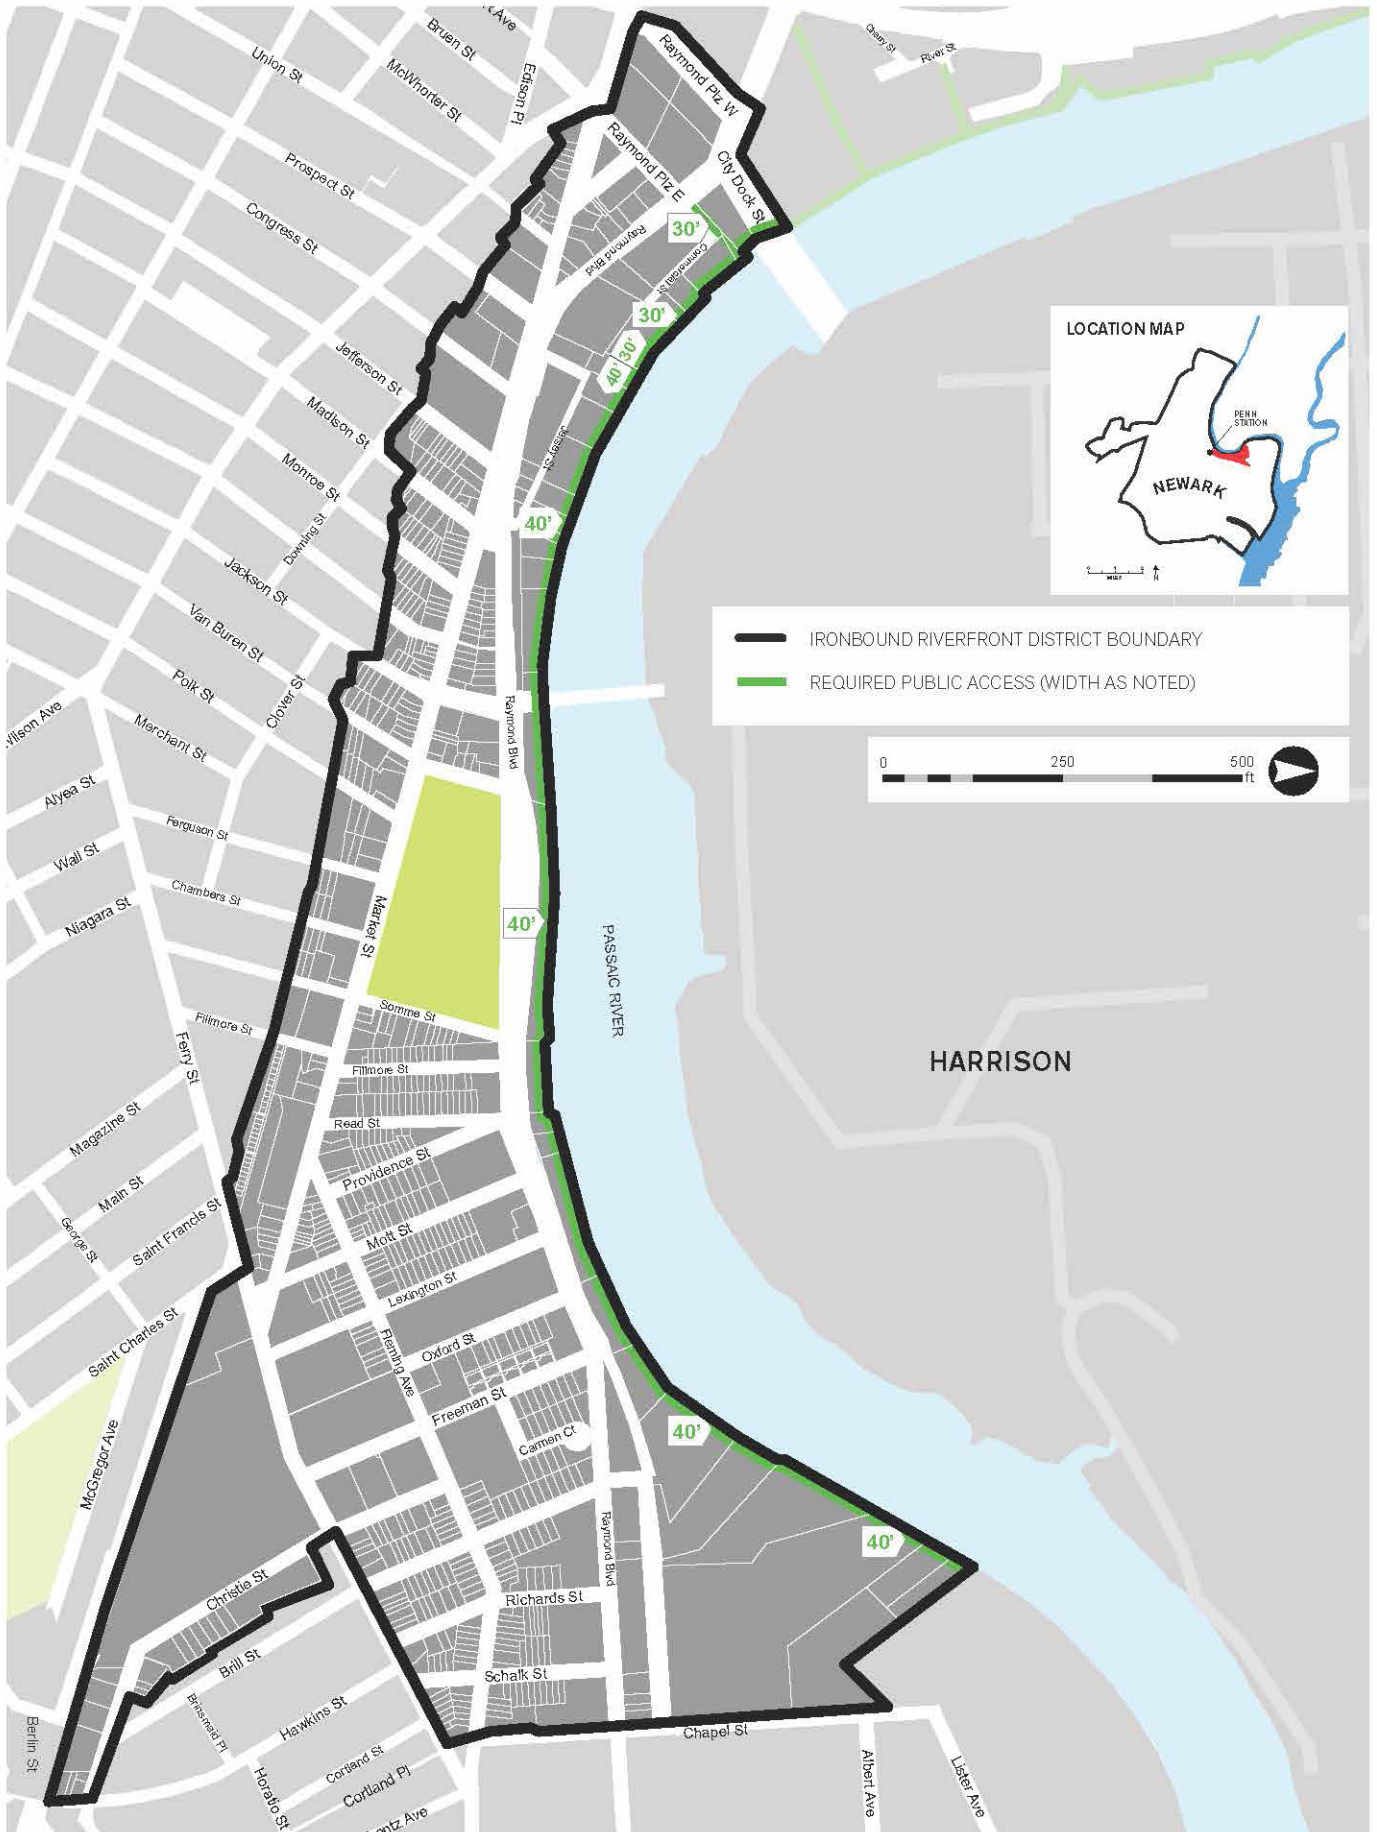 Bruen St
McWhorter St
Union St
Edison Pl
Raymond Plz W
Cherry St
River St
Prospect St
Raymond Plz E
City Dock St
Congress St
30'
Raymond Blvd
Commercial St
30'
30'
40'
LOCATION MAP
PENN
STATION
NEWARK
0 1 2
MILES
N
Jefferson St
Madison St
Jersey St
Monroe St
Downing St
40'
Jackson St
Van Buren St
Polk St
Clover St
IRONBOUND RIVERFRONT DISTRICT BOUNDARY
REQUIRED PUBLIC ACCESS (WIDTH AS NOTED)
0 250 500
ft
Wilson Ave
Merchant St
Raymond Blvd
Alyea St
Ferguson St
Wall St
Chambers St
Niagara St
Market St
40'
PASSAIC RIVER
Somme St
Fillmore St
Ferry St
Fillmore St
HARRISON
Read St
Magazine St
Providence St
Main St
Saint Francis St
George St
Mott St
Lexington St
Saint Charles St
Fleming Ave
Oxford St
Freeman St
Carmen Ct
40'
McGregor Ave
40'
Raymond Blvd
Christie St
Richards St
Brill St
Schalk St
Brinsmaid Pl
Hawkins St
Chapel St
Berlin St
Cortland St
Cortland Pl
Horatio St
Albert Ave
Lister Ave